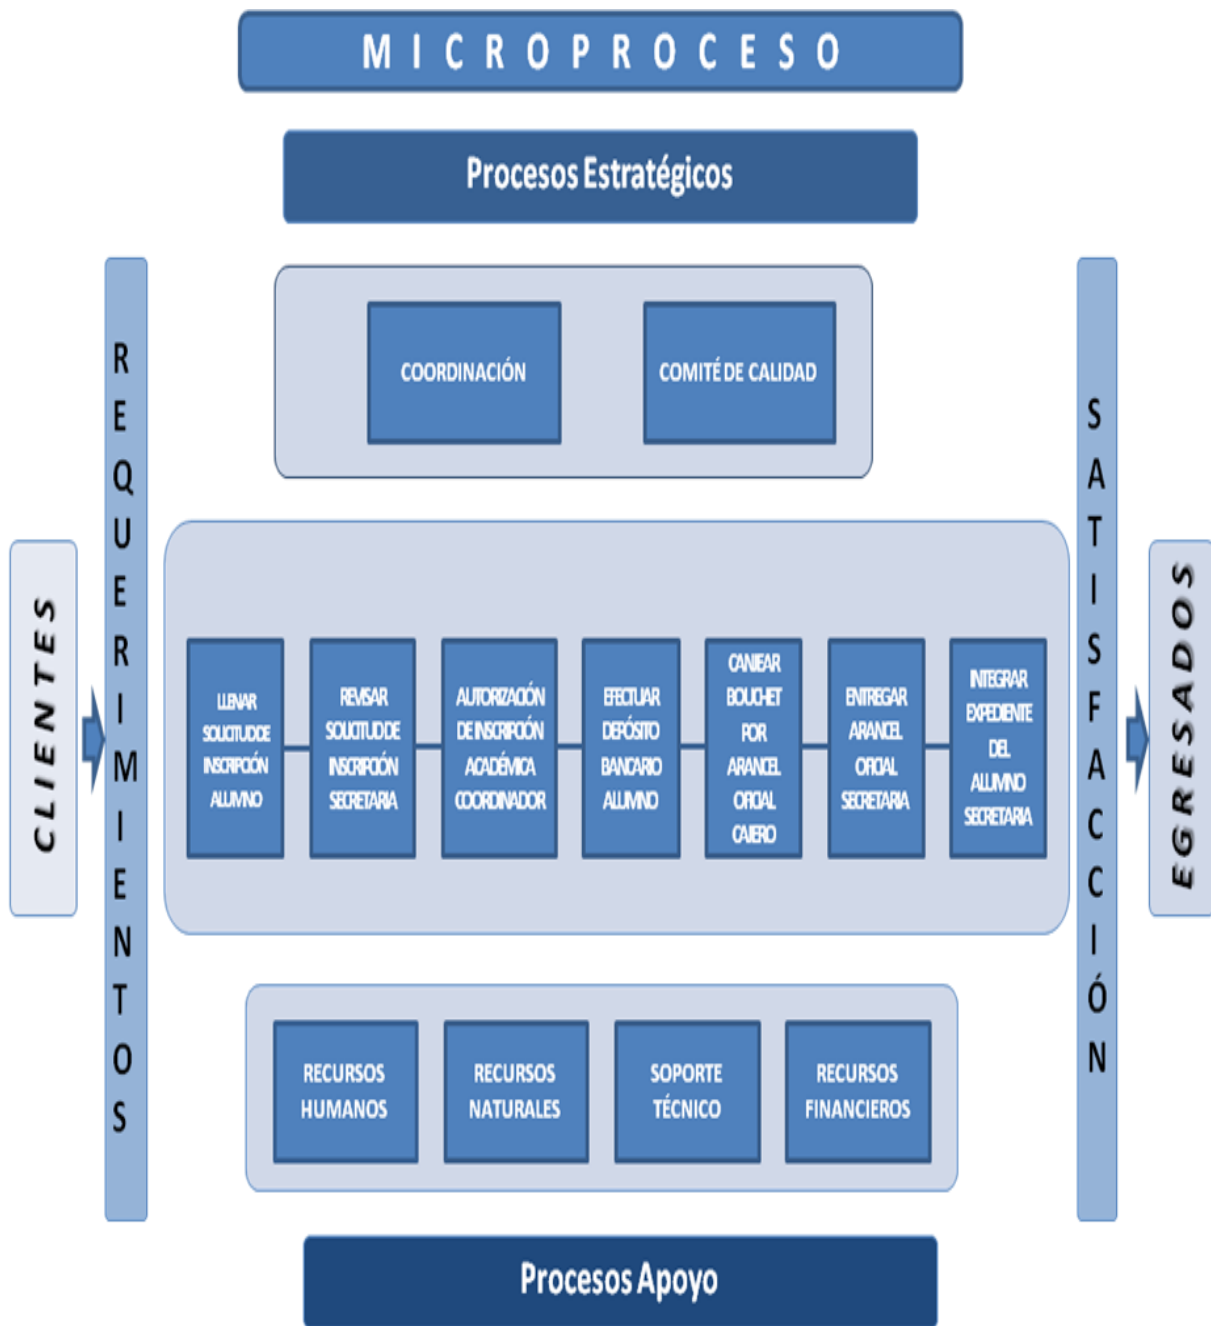 MICROPROCESO
Procesos Estratégicos
CLIENTES
REQUERIMIENTOS
COORDINACIÓN
COMITÉ DE CALIDAD
LLENAR
SOLICITUD DE
INSCRIPCIÓN
ALUMNO
REVISAR
SOLICITUD DE
INSCRIPCIÓN
SECRETARIA
AUTORIZACIÓN
DE INSCRIPCIÓN
ACADÉMICA
COORDINADOR
EFECTUAR
DEPÓSITO
BANCARIO
ALUMNO
CANJEAR
BOUCHET
POR
ARANCEL
OFICIAL
CAJERO
ENTREGAR
ARANCEL
OFICIAL
SECRETARIA
INTEGRAR
EXPEDIENTE
DEL
ALUMNO
SECRETARIA
SATISFACCIÓN
EGRESADOS
RECURSOS
HUMANOS
RECURSOS
NATURALES
SOPORTE
TÉCNICO
RECURSOS
FINANCIEROS
Procesos Apoyo